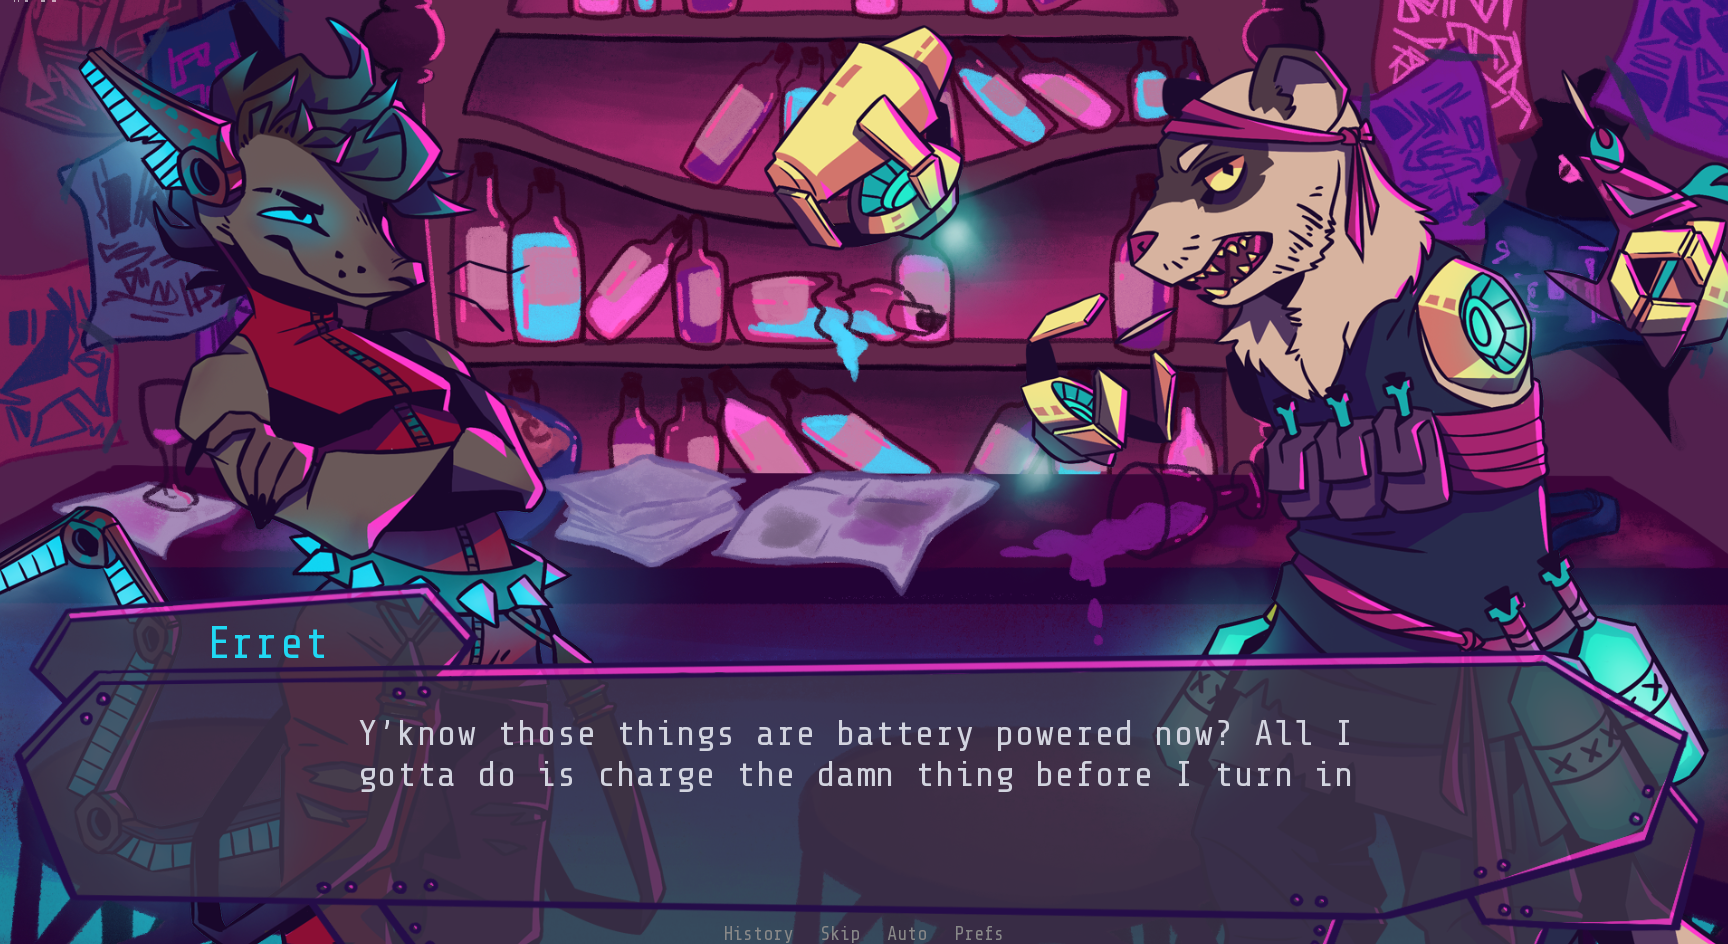 Erret
Y'know those things are battery powered now? All I
gotta do is charge the damn thing before I turn in
History Skip Auto Prefs